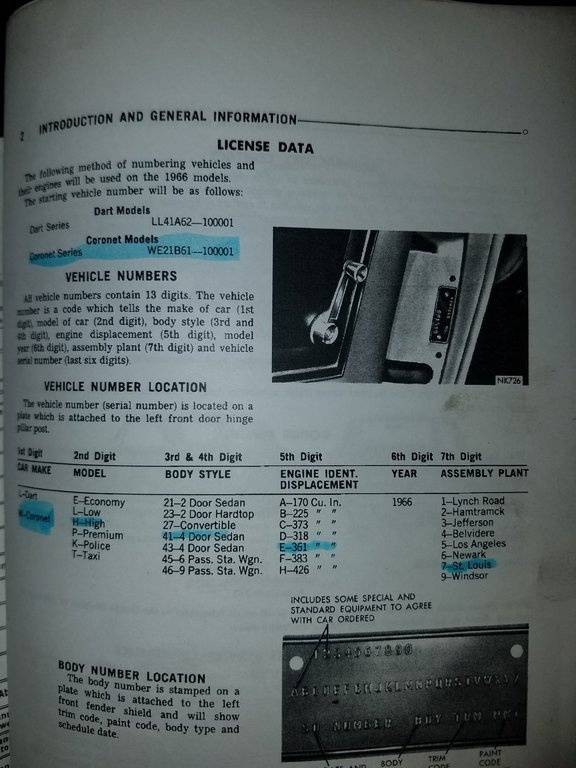 2 INTRODUCTION AND GENERAL INFORMATION
LICENSE DATA
The following method of numbering vehicles and
their engines will be used on the 1966 models.
The starting vehicle number will be as follows:
Dart Models
Dart Series LL41A62—100001
Coronet Models
Coronet Series WE21B61—100001
VEHICLE NUMBERS
All vehicle numbers contain 13 digits. The vehicle
number is a code which tells the make of car (1st
digit), model of car (2nd digit), body style (3rd and
4th digit), engine displacement (5th digit), model
year (6th digit), assembly plant (7th digit) and vehicle
serial number (last six digits).
VEHICLE NUMBER LOCATION
The vehicle number (serial number) is located on a
plate which is attached to the left front door hinge
pillar post.
NK726
1st Digit 2nd Digit 3rd & 4th Digit 5th Digit 6th Digit 7th Digit
CAR MAKE MODEL BODY STYLE ENGINE IDENT. YEAR ASSEMBLY PLANT
DISPLACEMENT
L—Dart E—Economy 21—2 Door Sedan A—170 Cu. In. 1966 1—Lynch Road
W—Coronet L—Low 23—2 Door Hardtop B—225 " " 2—Hamtramck
H—High 27—Convertible C—373 " " 3—Jefferson
P—Premium 41—4 Door Sedan D—318 " " 4—Belvidere
K—Police 43—4 Door Sedan E—361 " " 5—Los Angeles
T—Taxi 45—6 Pass. Sta. Wgn. F—383 " " 6—Newark
46—9 Pass. Sta. Wgn. H—426 " " 7—St. Louis
9—Windsor
INCLUDES SOME SPECIAL AND
STANDARD EQUIPMENT TO AGREE
WITH CAR ORDERED
BODY NUMBER LOCATION
The body number is stamped on a
plate which is attached to the left
front fender shield and will show
trim code, paint code, body type and
schedule date.
1234567890
NUMBER
BODY TRIM PAINT
CODE CODE